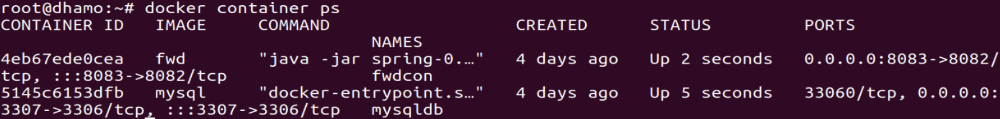 root@dhamo:~# docker container ps
CONTAINER ID   IMAGE     COMMAND                  CREATED      STATUS         PORTS
                                    NAMES
4eb67ede0cea   fwd       "java -jar spring-0.…"   4 days ago   Up 2 seconds   0.0.0.0:8083->8082/
tcp, :::8083->8082/tcp              fwdcon
5145c6153dfb   mysql     "docker-entrypoint.s…"   4 days ago   Up 5 seconds   33060/tcp, 0.0.0.0:
3307->3306/tcp, :::3307->3306/tcp   mysqldb